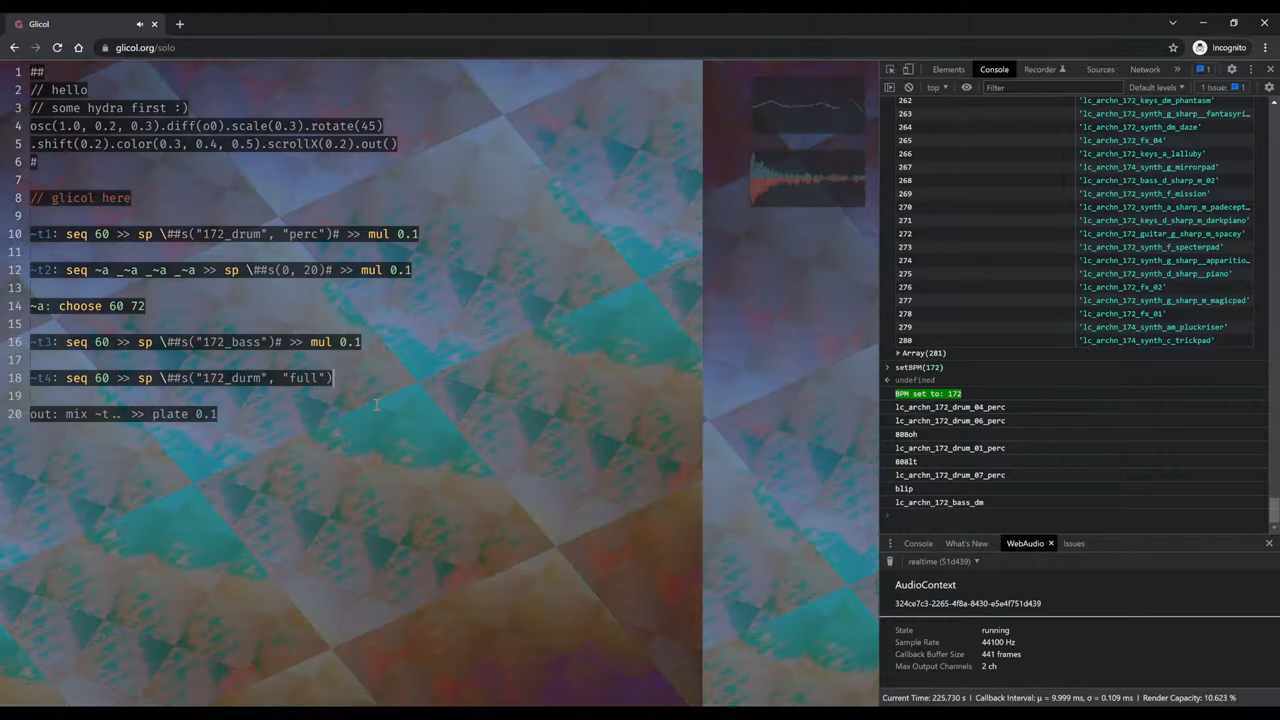 Glicol
glicol.org/solo
Incognito
1 ##
2 // hello
3 // some hydra first :)
4 osc(1.0, 0.2, 0.3).diff(o0).scale(0.3).rotate(45)
5 .shift(0.2).color(0.3, 0.4, 0.5).scrollX(0.2).out()
6 #
7
8 // glicol here
9
10 ~t1: seq 60 >> sp \##s("172_drum", "perc")# >> mul 0.1
11
12 ~t2: seq ~a _~a _~a _~a >> sp \##s(0, 20)# >> mul 0.1
13
14 ~a: choose 60 72
15
16 ~t3: seq 60 >> sp \##s("172_bass")# >> mul 0.1
17
18 ~t4: seq 60 >> sp \##s("172_durm", "full")
19
20 out: mix ~t.. >> plate 0.1
Elements Console Recorder Sources Network
top Filter Default levels 1 Issue: 1
262 'lc_archn_172_keys_dm_phantasm'
263 'lc_archn_172_synth_g_sharp__fantasyri…
264 'lc_archn_172_synth_dm_daze'
265 'lc_archn_172_fx_04'
266 'lc_archn_172_keys_a_lalluby'
267 'lc_archn_174_synth_g_mirrorpad'
268 'lc_archn_172_bass_d_sharp_m_02'
269 'lc_archn_172_synth_f_mission'
270 'lc_archn_172_synth_a_sharp_m_padecept…
271 'lc_archn_172_keys_d_sharp_m_darkpiano'
272 'lc_archn_172_guitar_g_sharp_m_spacey'
273 'lc_archn_172_synth_f_specterpad'
274 'lc_archn_172_synth_g_sharp__apparitio…
275 'lc_archn_172_synth_d_sharp__piano'
276 'lc_archn_172_fx_02'
277 'lc_archn_172_synth_g_sharp_m_magicpad'
278 'lc_archn_172_fx_01'
279 'lc_archn_174_synth_am_pluckriser'
280 'lc_archn_174_synth_c_trickpad'
Array(281)
setBPM(172)
undefined
BPM set to: 172
lc_archn_172_drum_04_perc
lc_archn_172_drum_06_perc
808oh
lc_archn_172_drum_01_perc
808lt
lc_archn_172_drum_07_perc
blip
lc_archn_172_bass_dm
Console What's New WebAudio Issues
realtime (51d439)
AudioContext
324ce7c3-2265-4f8a-8430-e5e4f751d439
State running
Sample Rate 44100 Hz
Callback Buffer Size 441 frames
Max Output Channels 2 ch
Current Time: 225.730 s | Callback Interval: μ = 9.999 ms, σ = 0.109 ms | Render Capacity: 10.623 %